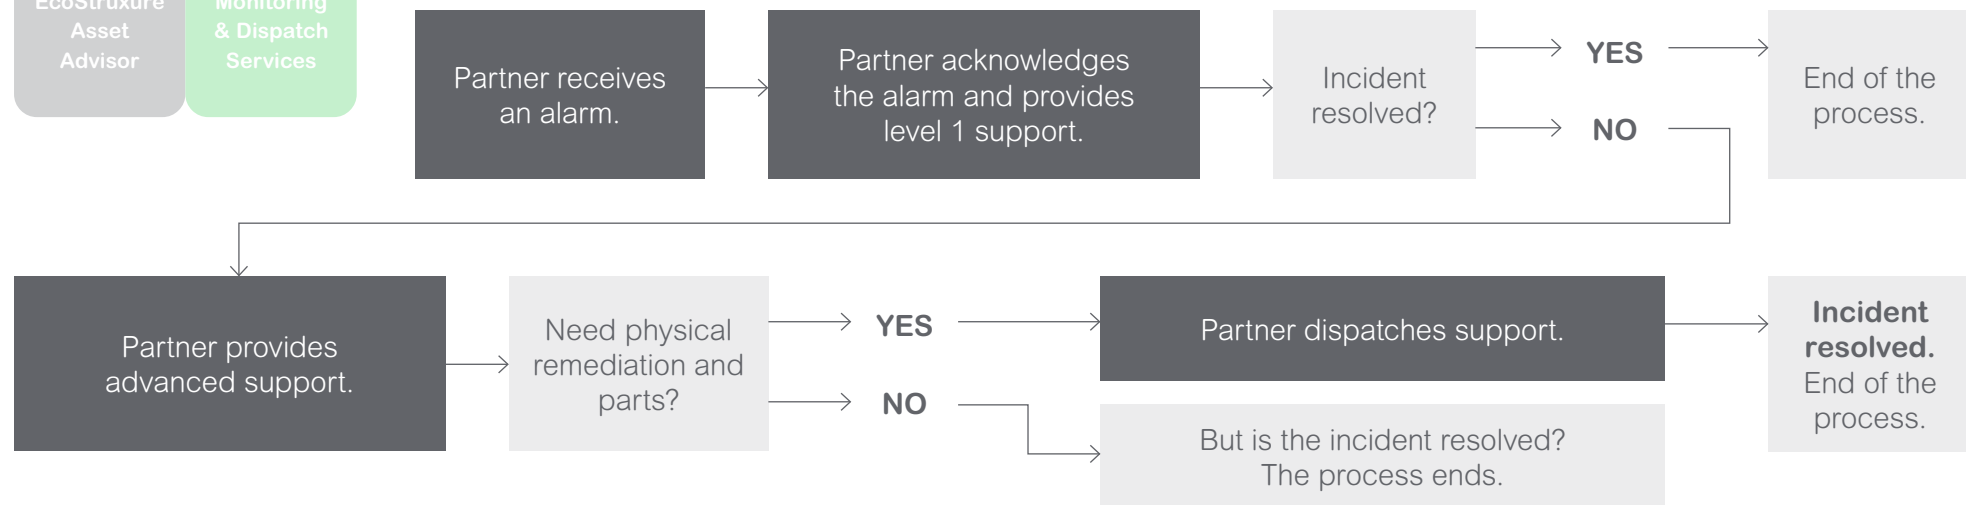 EcoStruxure
Asset
Advisor
Monitoring
& Dispatch
Services
Partner receives
an alarm.
Partner acknowledges
the alarm and provides
level 1 support.
Incident
resolved?
YES
NO
End of the
process.
Partner provides
advanced support.
Need physical
remediation and
parts?
YES
NO
Partner dispatches support.
But is the incident resolved?
The process ends.
Incident
resolved.
End of the
process.